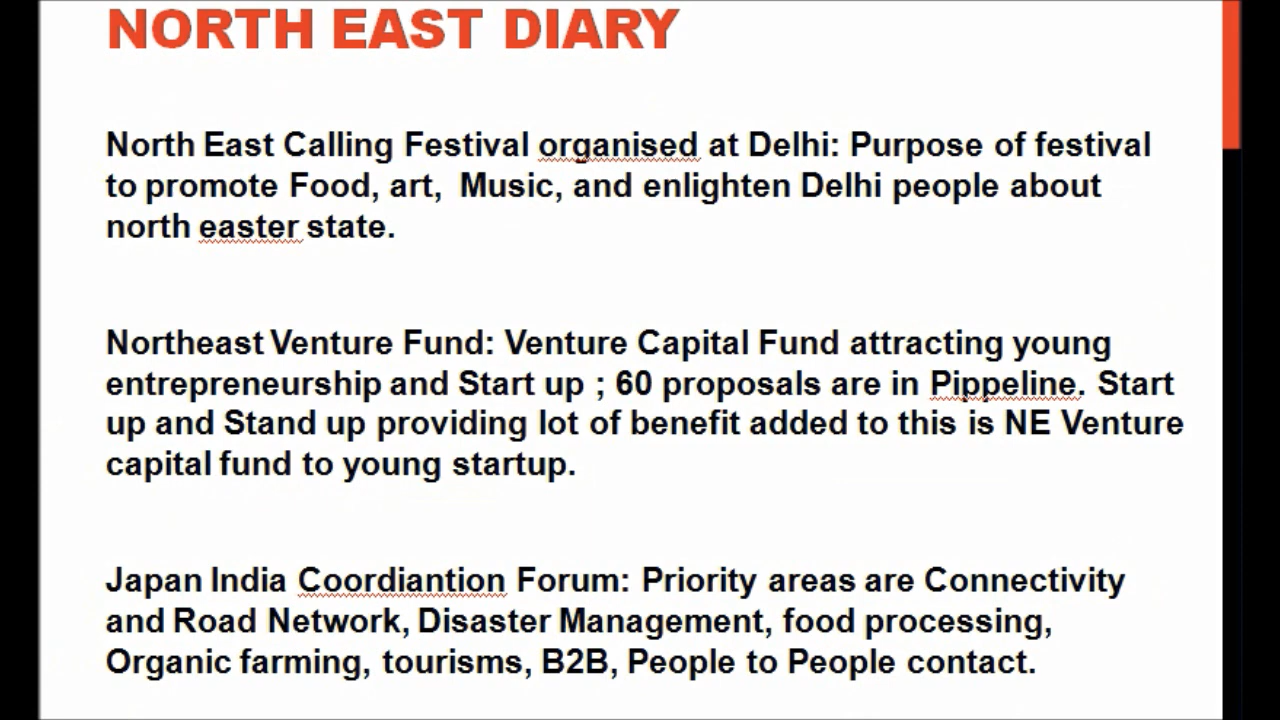 NORTH EAST DIARY
North East Calling Festival organised at Delhi: Purpose of festival
to promote Food, art, Music, and enlighten Delhi people about
north easter state.
Northeast Venture Fund: Venture Capital Fund attracting young
entrepreneurship and Start up ; 60 proposals are in Pippeline. Start
up and Stand up providing lot of benefit added to this is NE Venture
capital fund to young startup.
Japan India Coordiantion Forum: Priority areas are Connectivity
and Road Network, Disaster Management, food processing,
Organic farming, tourisms, B2B, People to People contact.